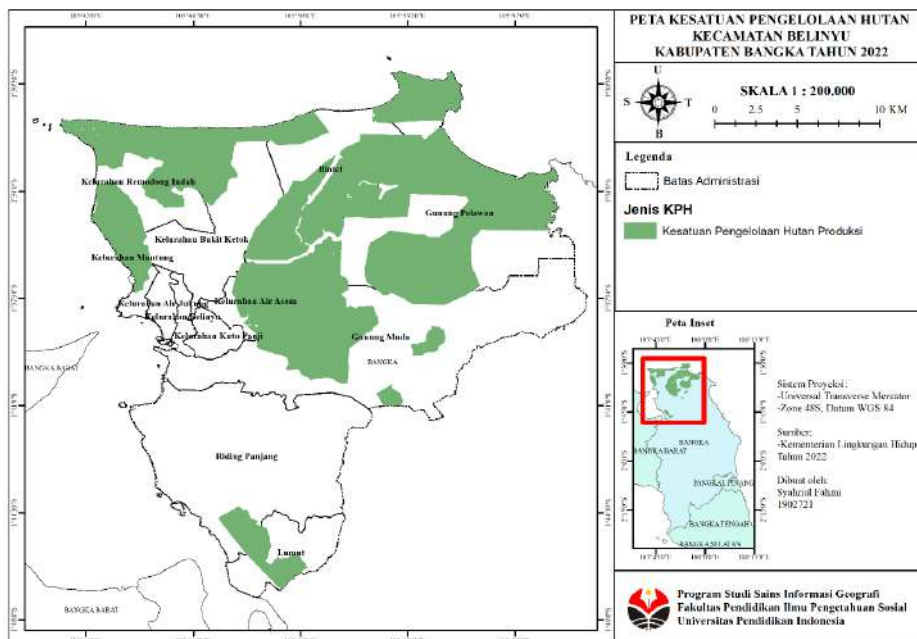 PETA KESATUAN PENGELOLAAN HUTAN
KECAMATAN BELINYU
KABUPATEN BANGKA TAHUN 2022
U
S
T
B
SKALA 1 : 200,000
0 5 10 KM
Legenda
Batas Administrasi
Jenis KPH
Kesatuan Pengelolaan Hutan Produksi
Peta Inset
BANGKA
BANGKA BARAT
PANGKAL PINANG
BANGKA TENGAH
BANGKA SELATAN
Sistem Proyeksi:
-Universal Transverse Mercator
-Zone 48S, Datum WGS 84
Sumber:
-Kementerian Lingkungan Hidup
Tahun 2022
Dibuat oleh:
Syahrial Fahmi
1902721
Program Studi Sains Informasi Geografi
Fakultas Pendidikan Ilmu Pengetahuan Sosial
Universitas Pendidikan Indonesia
Bintet
Kelurahan Remodong Indah
Gunung Pelawan
Kelurahan Bukit Ketok
Kelurahan Mantung
Kelurahan Air Jukung
Kelurahan Air Asam
Kelurahan Kuto Panji
Gunung Muda
BANGKA
BANGKA BARAT
Riding Panjang
Lumut
BANGKA BARAT